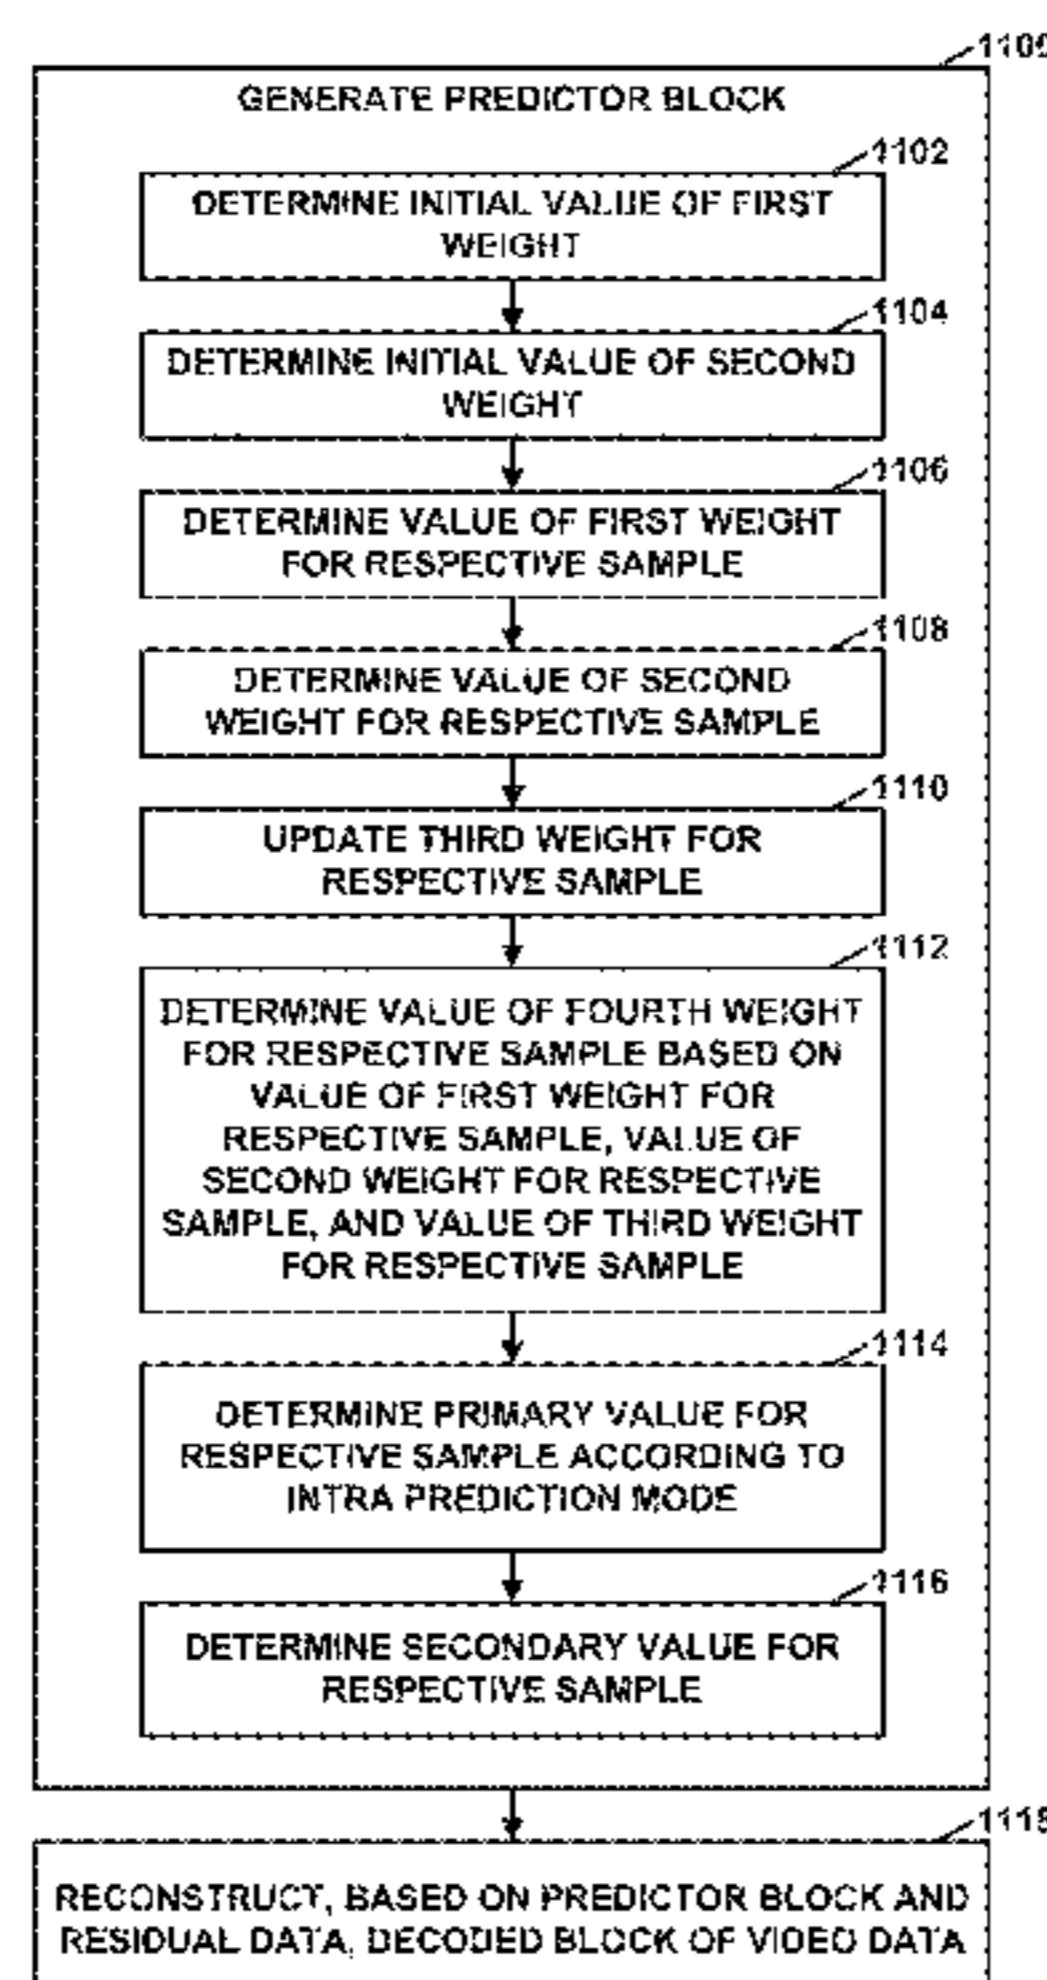 1100
GENERATE PREDICTOR BLOCK
1102
DETERMINE INITIAL VALUE OF FIRST
WEIGHT
1104
DETERMINE INITIAL VALUE OF SECOND
WEIGHT
1106
DETERMINE VALUE OF FIRST WEIGHT
FOR RESPECTIVE SAMPLE
1108
DETERMINE VALUE OF SECOND
WEIGHT FOR RESPECTIVE SAMPLE
1110
UPDATE THIRD WEIGHT FOR
RESPECTIVE SAMPLE
1112
DETERMINE VALUE OF FOURTH WEIGHT
FOR RESPECTIVE SAMPLE BASED ON
VALUE OF FIRST WEIGHT FOR
RESPECTIVE SAMPLE, VALUE OF
SECOND WEIGHT FOR RESPECTIVE
SAMPLE, AND VALUE OF THIRD WEIGHT
FOR RESPECTIVE SAMPLE
1114
DETERMINE PRIMARY VALUE FOR
RESPECTIVE SAMPLE ACCORDING TO
INTRA PREDICTION MODE
1116
DETERMINE SECONDARY VALUE FOR
RESPECTIVE SAMPLE
1118
RECONSTRUCT, BASED ON PREDICTOR BLOCK AND
RESIDUAL DATA, DECODED BLOCK OF VIDEO DATA